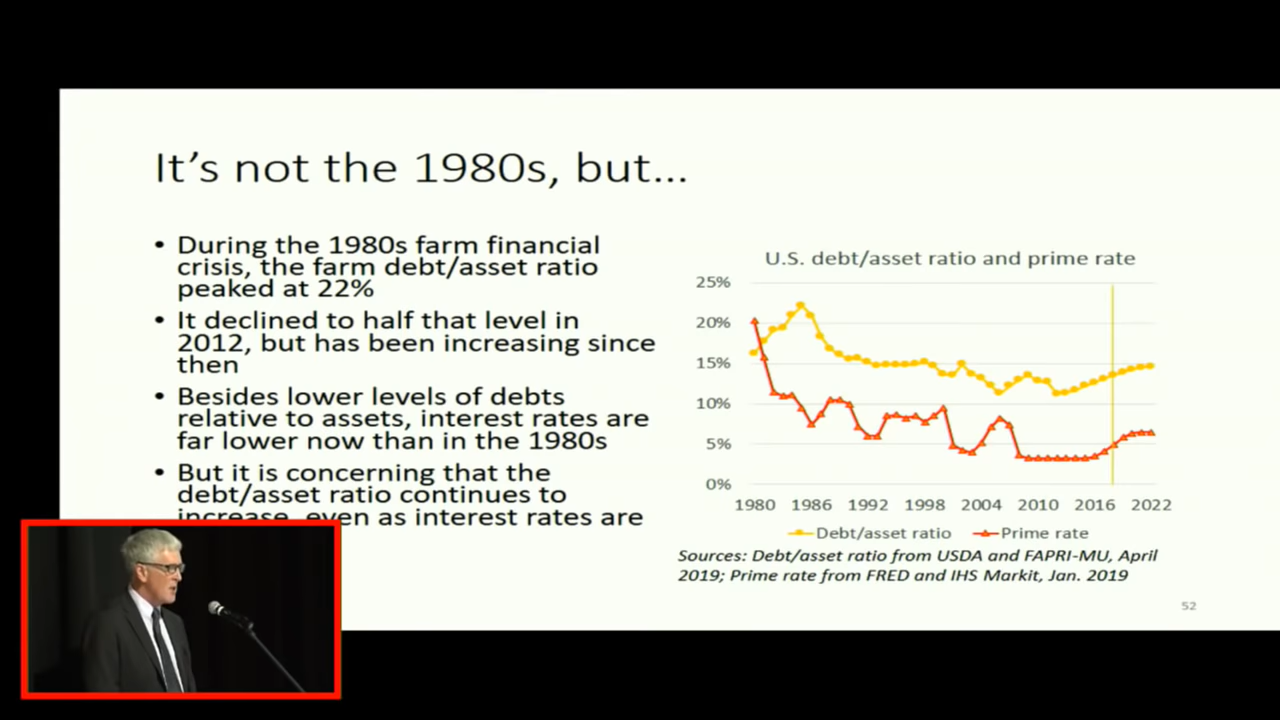 It's not the 1980s, but...
• During the 1980s farm financial
crisis, the farm debt/asset ratio
peaked at 22%
• It declined to half that level in
2012, but has been increasing since
then
• Besides lower levels of debts
relative to assets, interest rates are
far lower now than in the 1980s
• But it is concerning that the
debt/asset ratio continues to
increase, even as interest rates are
U.S. debt/asset ratio and prime rate
25%
20%
15%
10%
5%
0%
1980 1986 1992 1998 2004 2010 2016 2022
Debt/asset ratio Prime rate
Sources: Debt/asset ratio from USDA and FAPRI-MU, April
2019; Prime rate from FRED and IHS Markit, Jan. 2019
52